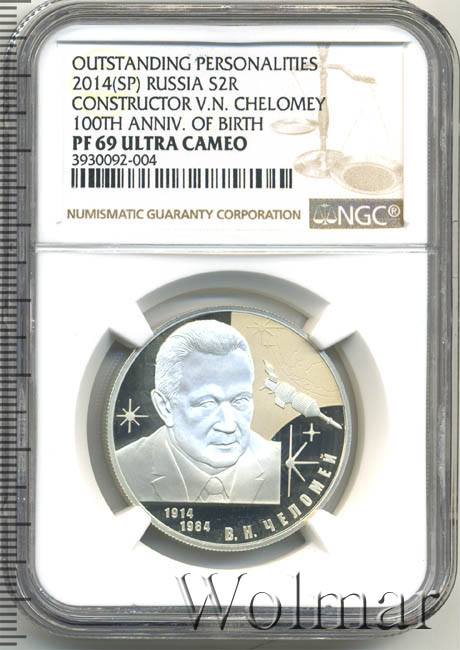 OUTSTANDING PERSONALITIES
2014(SP) RUSSIA S2R
CONSTRUCTOR V.N. CHELOMEY
100TH ANNIV. OF BIRTH
PF 69 ULTRA CAMEO
3930092-004
NUMISMATIC GUARANTY CORPORATION
NGC®
1914
1984
В. Н. ЧЕЛОМЕЙ
Wolmar